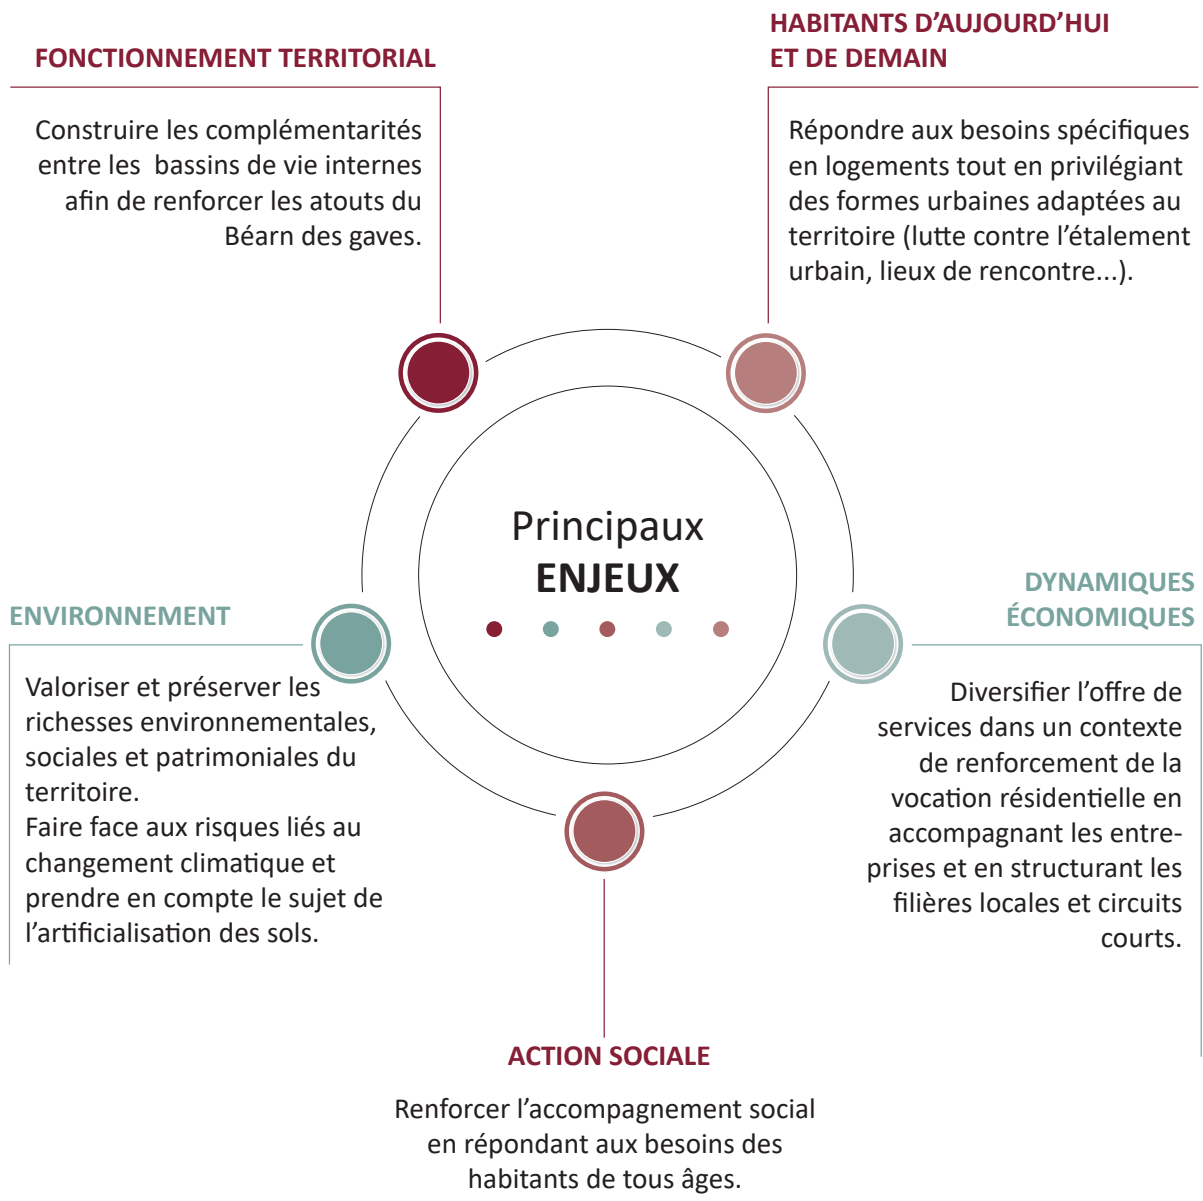 FONCTIONNEMENT TERRITORIAL
Construire les complémentarités
entre les bassins de vie internes
afin de renforcer les atouts du
Béarn des gaves.
HABITANTS D'AUJOURD'HUI
ET DE DEMAIN
Répondre aux besoins spécifiques
en logements tout en privilégiant
des formes urbaines adaptées au
territoire (lutte contre l'étalement
urbain, lieux de rencontre...).
Principaux
ENJEUX
ENVIRONNEMENT
Valoriser et préserver les
richesses environnementales,
sociales et patrimoniales du
territoire.
Faire face aux risques liés au
changement climatique et
prendre en compte le sujet de
l'artificialisation des sols.
DYNAMIQUES
ÉCONOMIQUES
Diversifier l'offre de
services dans un contexte
de renforcement de la
vocation résidentielle en
accompagnant les entre-
prises et en structurant les
filières locales et circuits
courts.
ACTION SOCIALE
Renforcer l'accompagnement social
en répondant aux besoins des
habitants de tous âges.